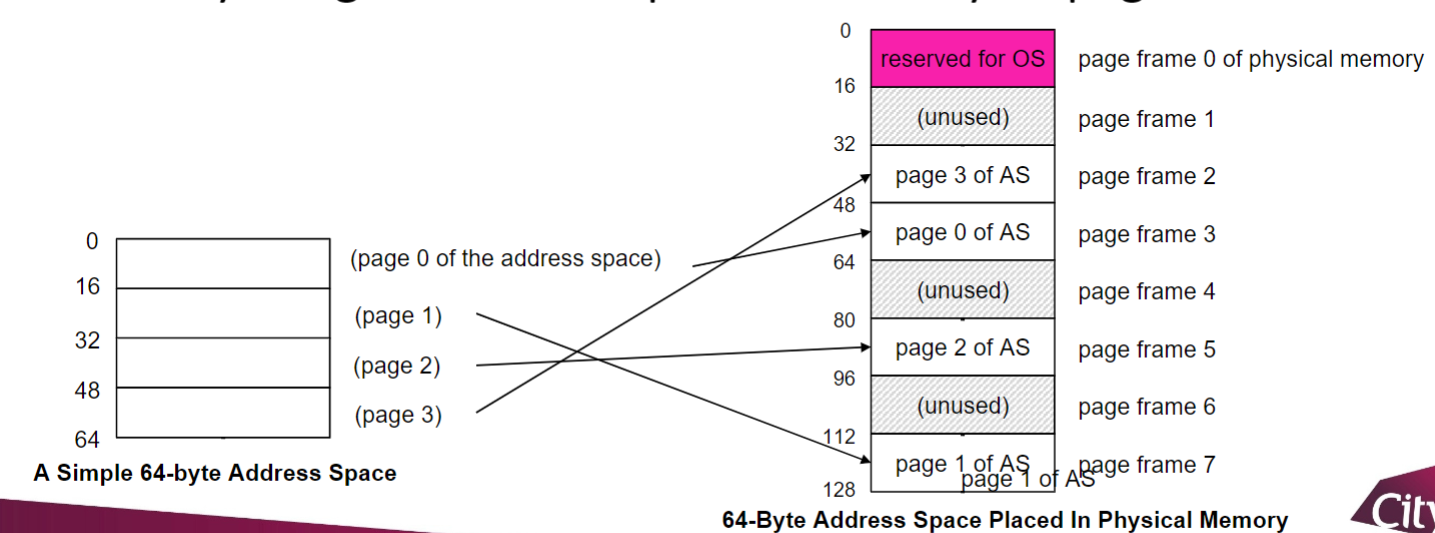 0
reserved for OS
page frame 0 of physical memory
16
(unused)
page frame 1
32
page 3 of AS
page frame 2
48
page 0 of AS
page frame 3
64
(unused)
page frame 4
80
page 2 of AS
page frame 5
96
(unused)
page frame 6
112
page 1 of AS
page frame 7
page 1 of AS
128
64-Byte Address Space Placed In Physical Memory
0
(page 0 of the address space)
16
(page 1)
32
(page 2)
48
(page 3)
64
A Simple 64-byte Address Space
City